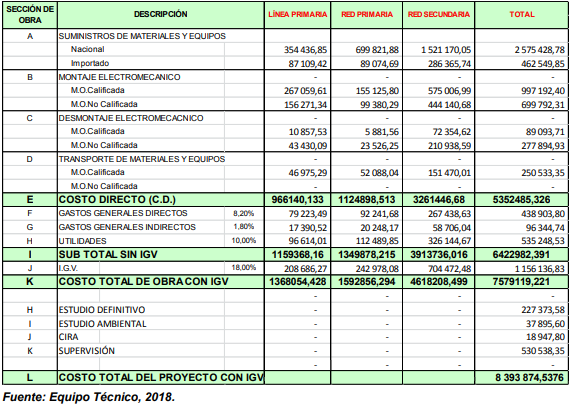 SECCIÓN DE OBRA DESCRIPCIÓN LÍNEA PRIMARIA RED PRIMARIA RED SECUNDARIA TOTAL
A SUMINISTROS DE MATERIALES Y EQUIPOS - - - -
Nacional 354 436,85 699 821,88 1 521 170,05 2 575 428,78
Importado 87 109,42 89 074,69 286 365,74 462 549,85
B MONTAJE ELECTROMECANICO - - - -
M.O.Calificada 267 059,61 155 125,80 575 006,99 997 192,40
M.O.No Calificada 156 271,34 99 380,29 444 140,68 699 792,31
C DESMONTAJE ELECTROMECACNICO - - - -
M.O.Calificada 10 857,53 5 881,56 72 354,62 89 093,71
M.O.No Calificada 43 430,09 23 526,25 210 938,59 277 894,93
D TRANSPORTE DE MATERIALES Y EQUIPOS - - - -
M.O.Calificada 46 975,29 52 088,04 151 470,01 250 533,35
M.O.No Calificada - - - -
E COSTO DIRECTO (C.D.) 966140,133 1124898,513 3261446,68 5352485,326
F GASTOS GENERALES DIRECTOS 8,20% 79 223,49 92 241,68 267 438,63 438 903,80
G GASTOS GENERALES INDIRECTOS 1,80% 17 390,52 20 248,17 58 706,04 96 344,74
H UTILIDADES 10,00% 96 614,01 112 489,85 326 144,67 535 248,53
I SUB TOTAL SIN IGV 1159368,16 1349878,215 3913736,016 6422982,391
J I.G.V. 18,00% 208 686,27 242 978,08 704 472,48 1 156 136,83
K COSTO TOTAL DE OBRA CON IGV 1368054,428 1592856,294 4618208,499 7579119,221
- - - -
H ESTUDIO DEFINITIVO - - - 227 373,58
I ESTUDIO AMBIENTAL - - - 37 895,60
J CIRA - - - 18 947,80
K SUPERVISIÓN - - - 530 538,35
- - - -
L COSTO TOTAL DEL PROYECTO CON IGV 8 393 874,5376
Fuente: Equipo Técnico, 2018.